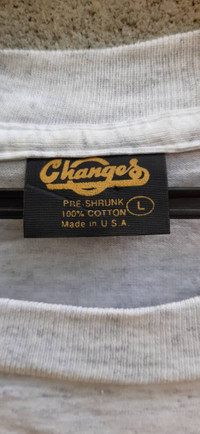 Changes
PRE-SHRUNK
100% COTTON L
Made in U.S.A.